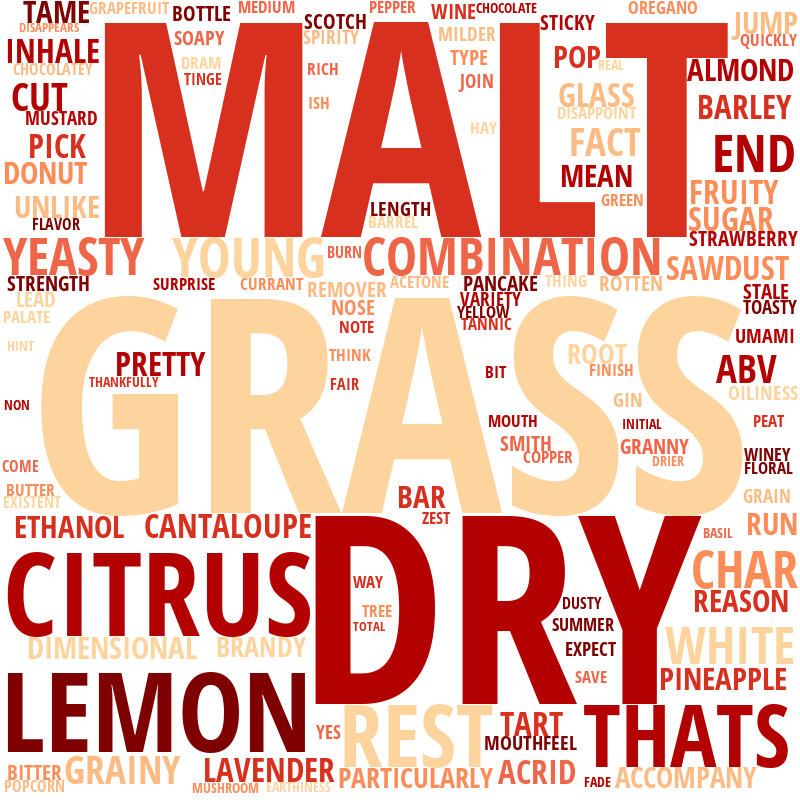 TAME
GRAPEFRUIT
BOTTLE
MEDIUM
SCOTCH
PEPPER
WINE
CHOCOLATE
STICKY
OREGANO
JUMP
QUICKLY
DISAPPEARS
INHALE
SOAPY
SPIRITY
MILDER
CHOCOLATEY
DRAM
TINGE
RICH
TYPE
JOIN
POP
REAL
ALMOND
CUT
MUSTARD
ISH
HAY
GLASS
DISAPPOINT
BARLEY
MALT
PICK
FACT
END
DONUT
MEAN
UNLIKE
FLAVOR
LENGTH
BARREL
GREEN
FRUITY
SUGAR
STRAWBERRY
YEASTY
YOUNG
BURN
COMBINATION
SAWDUST
STRENGTH
SURPRISE
CURRANT
REMOVER
ACETONE
PANCAKE
THING
ROTTEN
STALE
LEAD
NOSE
VARIETY
YELLOW
TOASTY
PALATE
NOTE
TANNIC
UMAMI
HINT
PRETTY
THINK
ROOT
THANKFULLY
FAIR
BIT
FINISH
ABV
GRASS
GIN
OILINESS
NON
MOUTH
INITIAL
PEAT
COME
SMITH
COPPER
GRANNY
DRIER
WINEY
FLORAL
BUTTER
EXISTENT
BAR
GRAIN
ETHANOL
CANTALOUPE
ZEST
BASIL
RUN
CITRUS
DRY
CHAR
WAY
TREE
TOTAL
DUSTY
SUMMER
REASON
DIMENSIONAL
BRANDY
EXPECT
WHITE
LEMON
SAVE
PINEAPPLE
YES
REST
TART
THATS
MOUTHFEEL
BITTER
GRAINY
LAVENDER
PARTICULARLY
ACRID
FADE
ACCOMPANY
POPCORN
MUSHROOM
EARTHINESS